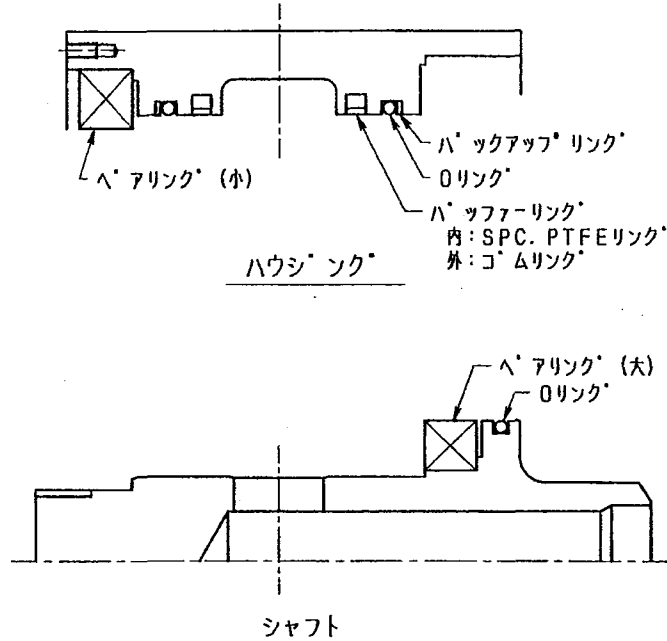 バックアップリング
Oリング
バッファーリング
内:SPC.PTFEリング
外:ゴムリング
ベアリング(小)
ハウジング
ベアリング(大)
Oリング
シャフト